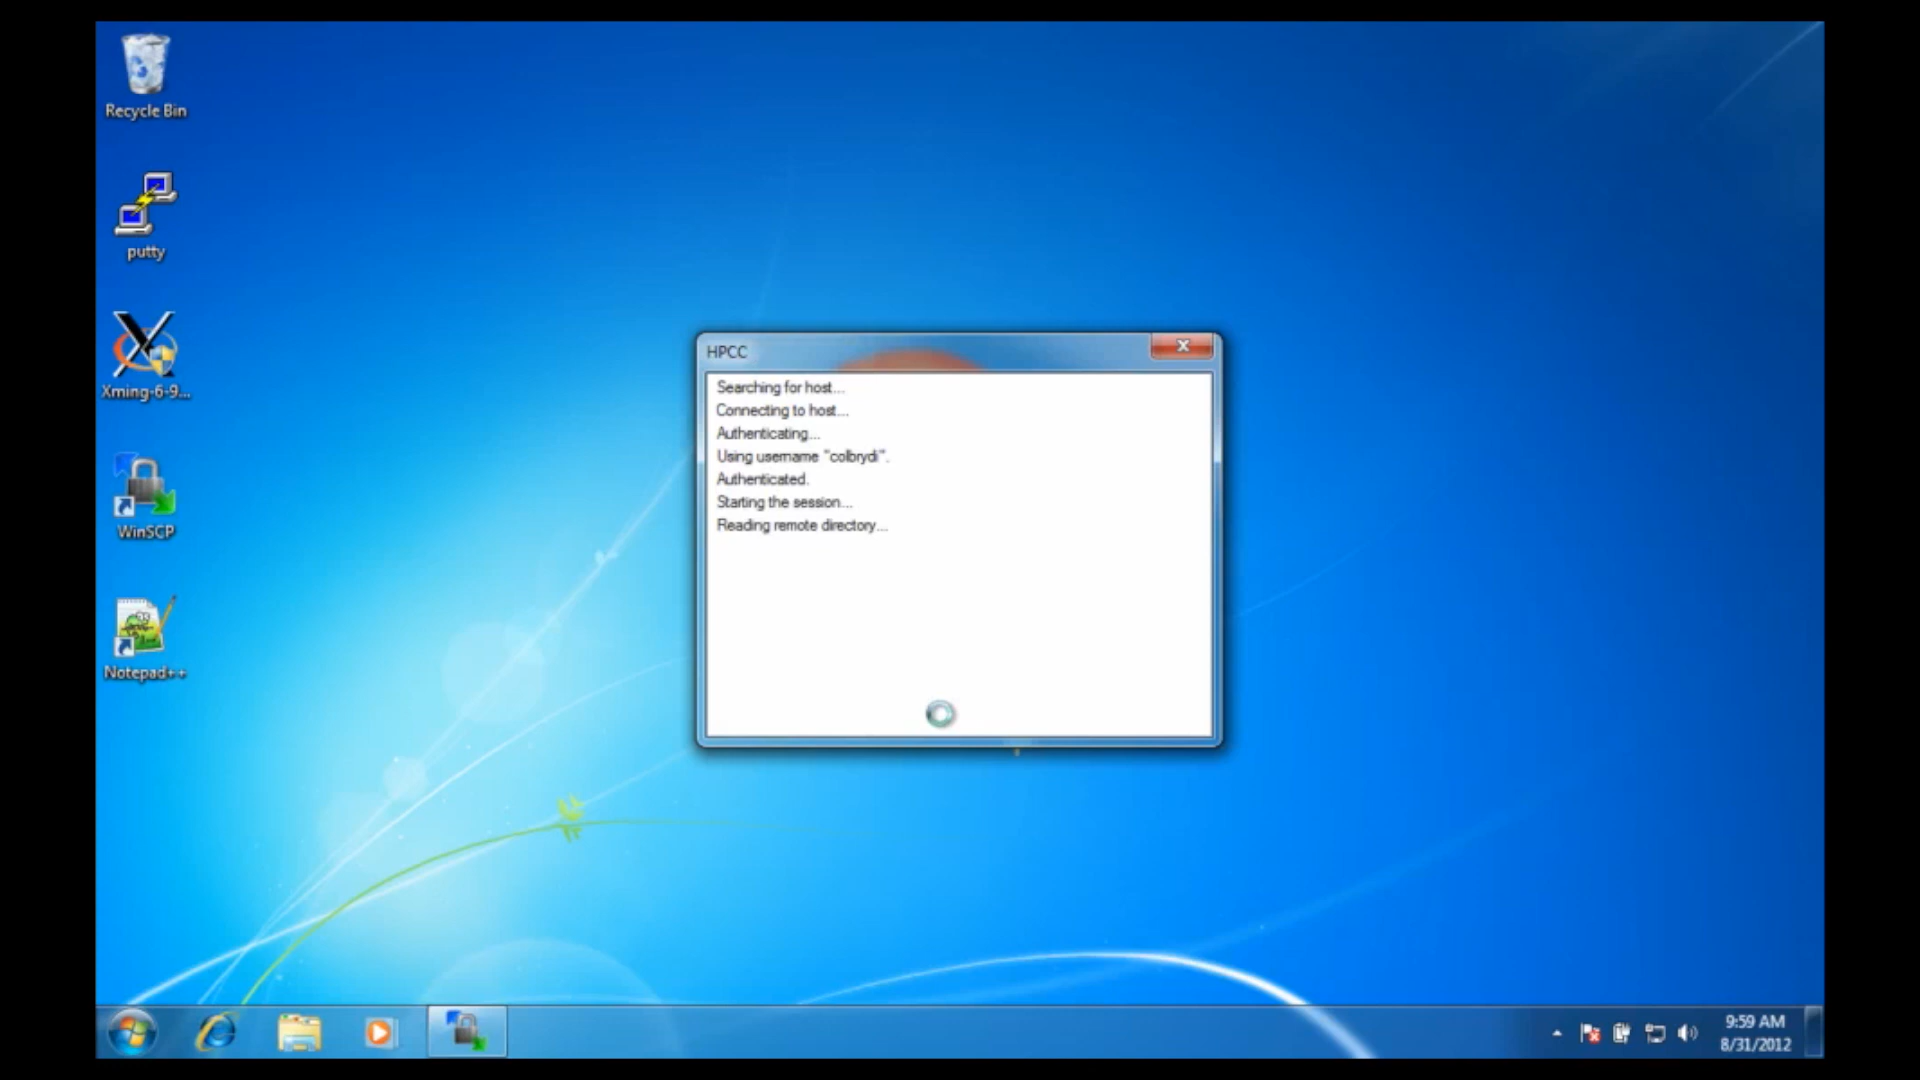 Recycle Bin
putty
Xming-6-9...
WinSCP
Notepad++
HPCC
Searching for host...
Connecting to host...
Authenticating...
Using username "colbrydi".
Authenticated.
Starting the session...
Reading remote directory...
9:59 AM
8/31/2012